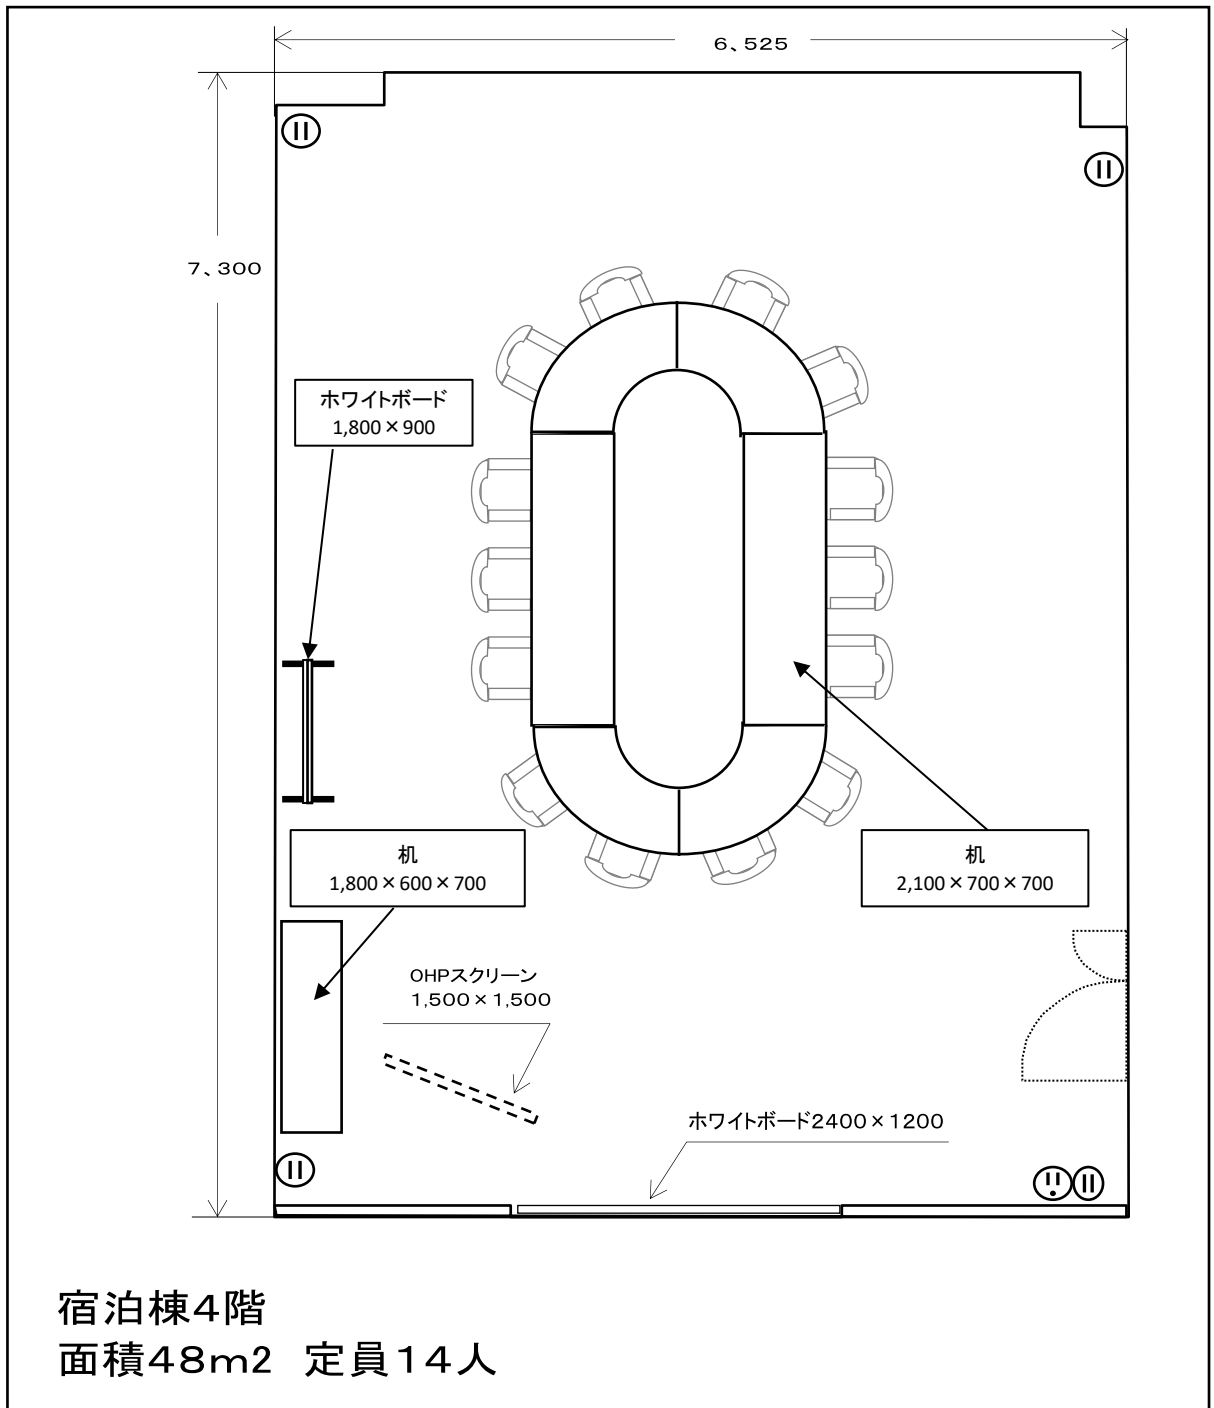 6、525
7、300
ホワイトボード
1,800×900
机
1,800×600×700
机
2,100×700×700
OHPスクリーン
1,500×1,500
ホワイトボード2400×1200
宿泊棟4階
面積48m2 定員14人